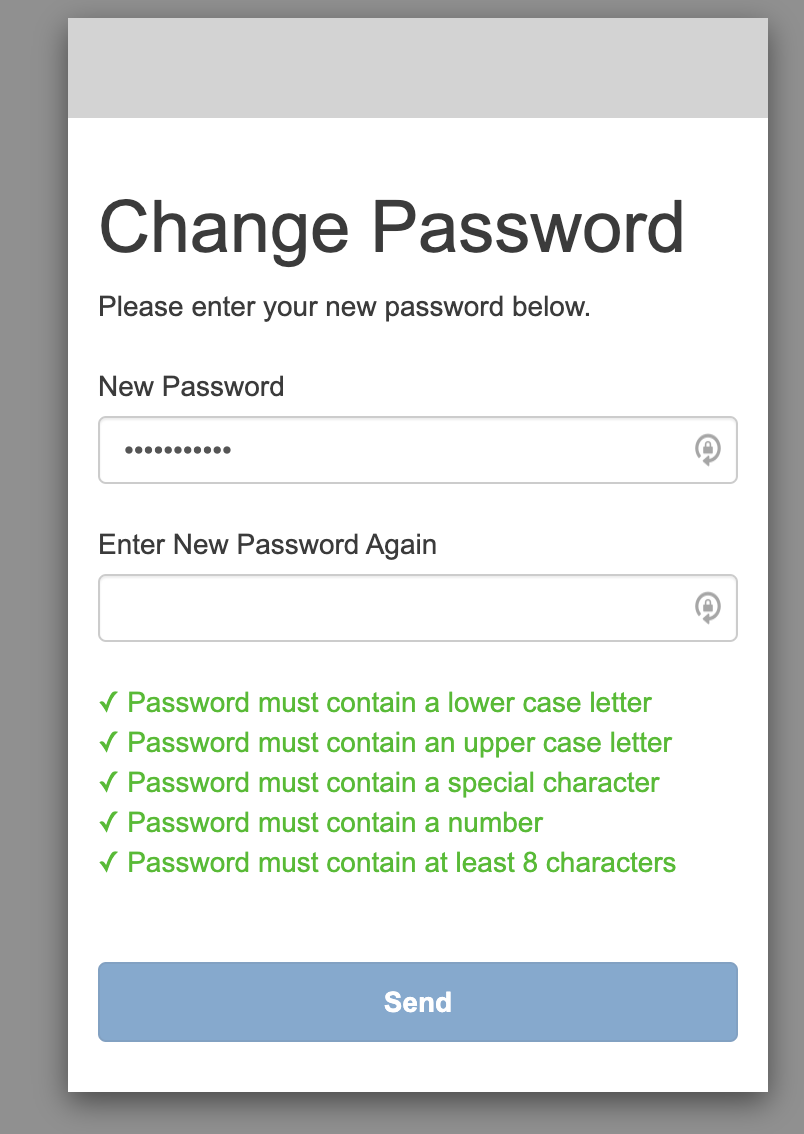 Change Password
Please enter your new password below.
New Password
•••••••••••
Enter New Password Again
✓ Password must contain a lower case letter
✓ Password must contain an upper case letter
✓ Password must contain a special character
✓ Password must contain a number
✓ Password must contain at least 8 characters
Send